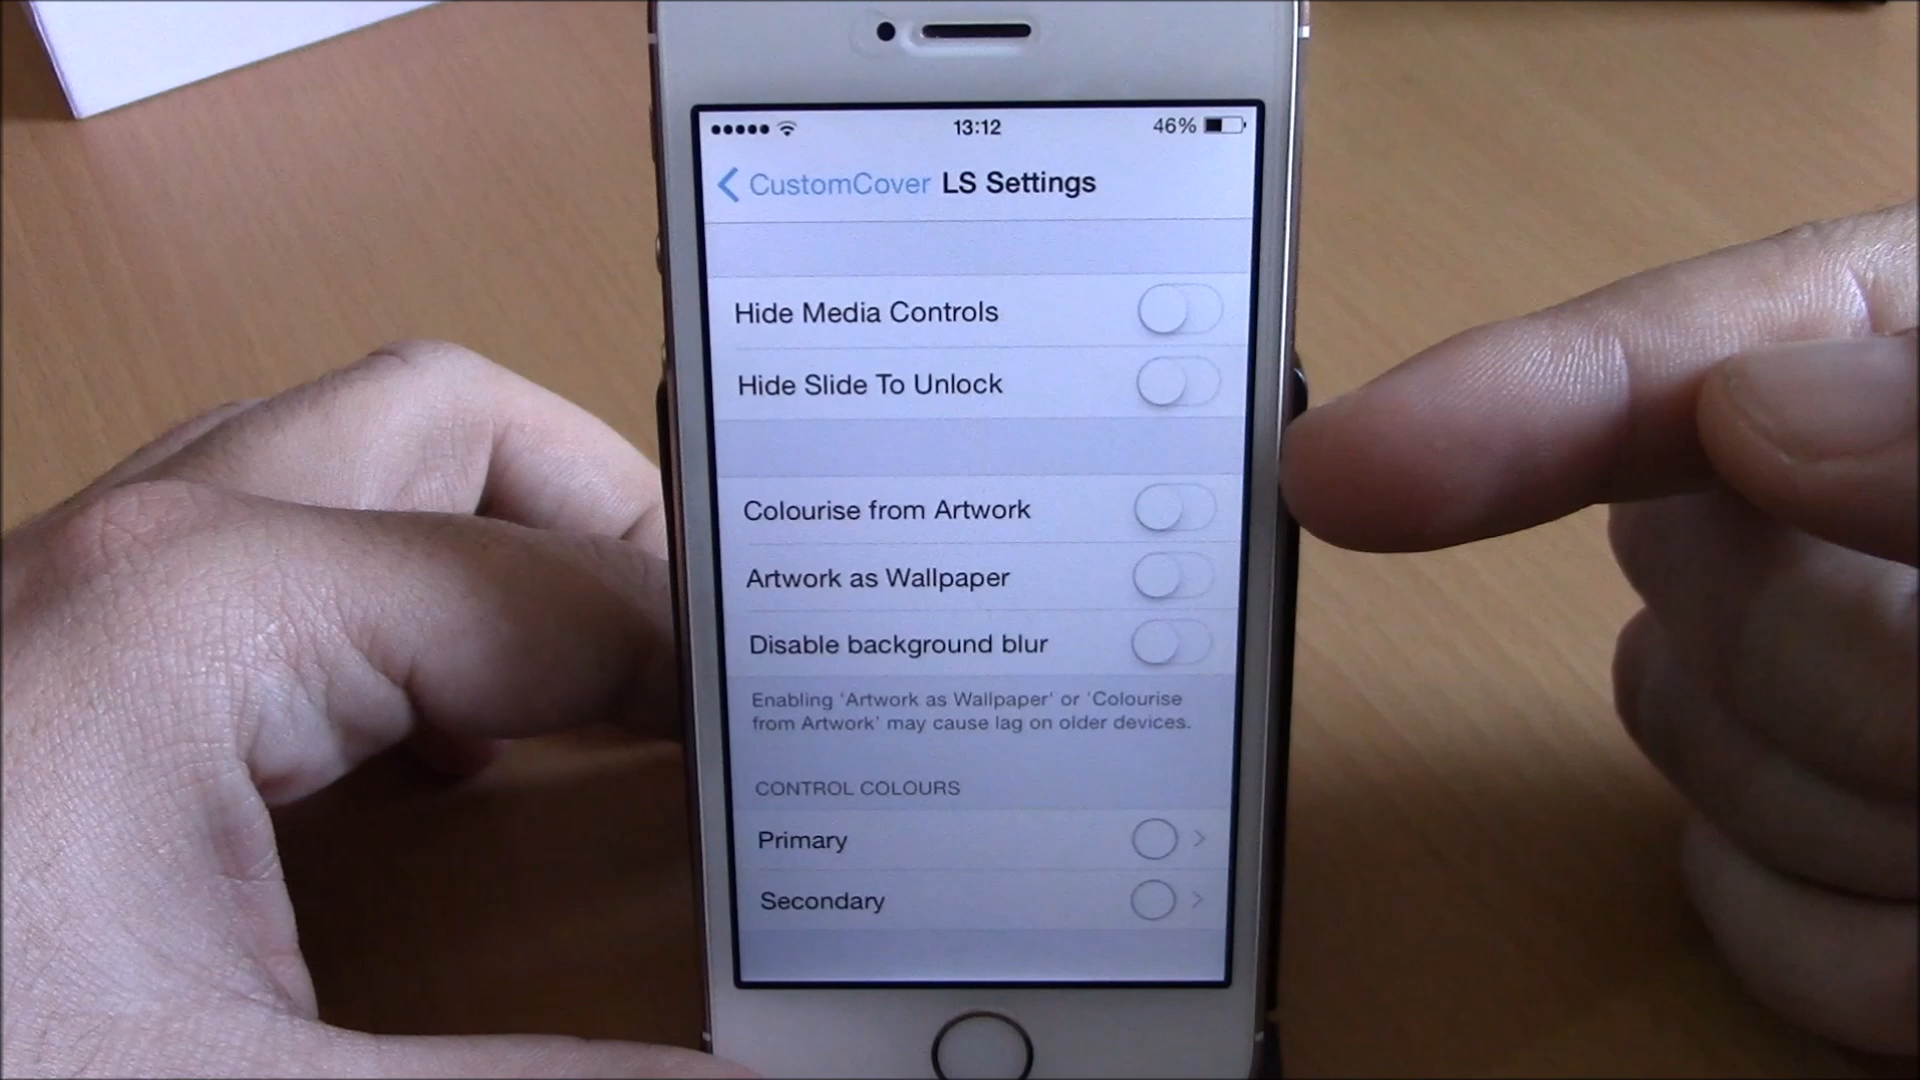 13:12 46%
CustomCover LS Settings
Hide Media Controls
Hide Slide To Unlock
Colourise from Artwork
Artwork as Wallpaper
Disable background blur
Enabling 'Artwork as Wallpaper' or 'Colourise
from Artwork' may cause lag on older devices.
CONTROL COLOURS
Primary
Secondary